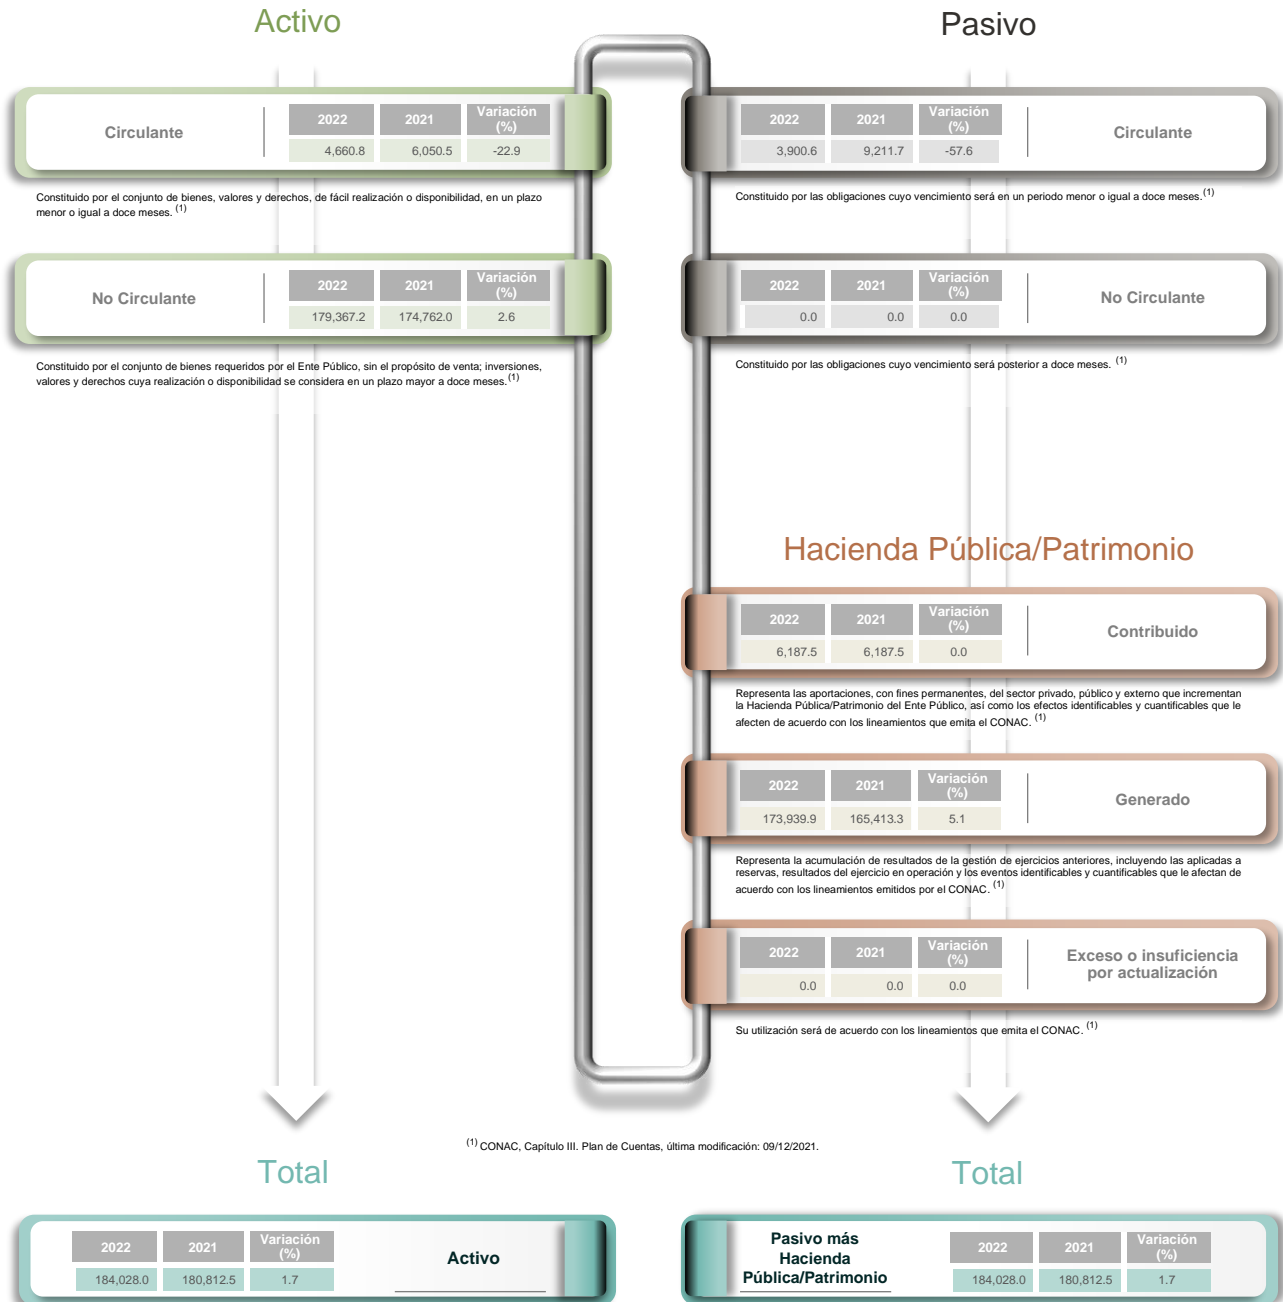 Activo
Circulante
2022 2021 Variación (%)
4,660.8 6,050.5 -22.9
Constituido por el conjunto de bienes, valores y derechos, de fácil realización o disponibilidad, en un plazo
menor o igual a doce meses. (1)
No Circulante
2022 2021 Variación (%)
179,367.2 174,762.0 2.6
Constituido por el conjunto de bienes requeridos por el Ente Público, sin el propósito de venta; inversiones,
valores y derechos cuya realización o disponibilidad se considera en un plazo mayor a doce meses. (1)
Pasivo
2022 2021 Variación (%)
3,900.6 9,211.7 -57.6
Circulante
Constituido por las obligaciones cuyo vencimiento será en un periodo menor o igual a doce meses. (1)
2022 2021 Variación (%)
0.0 0.0 0.0
No Circulante
Constituido por las obligaciones cuyo vencimiento será posterior a doce meses. (1)
Hacienda Pública/Patrimonio
2022 2021 Variación (%)
6,187.5 6,187.5 0.0
Contribuido
Representa las aportaciones, con fines permanentes, del sector privado, público y externo que incrementan
la Hacienda Pública/Patrimonio del Ente Público, así como los efectos identificables y cuantificables que le
afecten de acuerdo con los lineamientos que emita el CONAC. (1)
2022 2021 Variación (%)
173,939.9 165,413.3 5.1
Generado
Representa la acumulación de resultados de la gestión de ejercicios anteriores, incluyendo las aplicadas a
reservas, resultados del ejercicio en operación y los eventos identificables y cuantificables que le afectan de
acuerdo con los lineamientos emitidos por el CONAC. (1)
2022 2021 Variación (%)
0.0 0.0 0.0
Exceso o insuficiencia
por actualización
Su utilización será de acuerdo con los lineamientos que emita el CONAC. (1)
(1) CONAC, Capítulo III. Plan de Cuentas, última modificación: 09/12/2021.
Total
2022 2021 Variación (%)
184,028.0 180,812.5 1.7
Activo
Total
Pasivo más
Hacienda
Pública/Patrimonio
2022 2021 Variación (%)
184,028.0 180,812.5 1.7